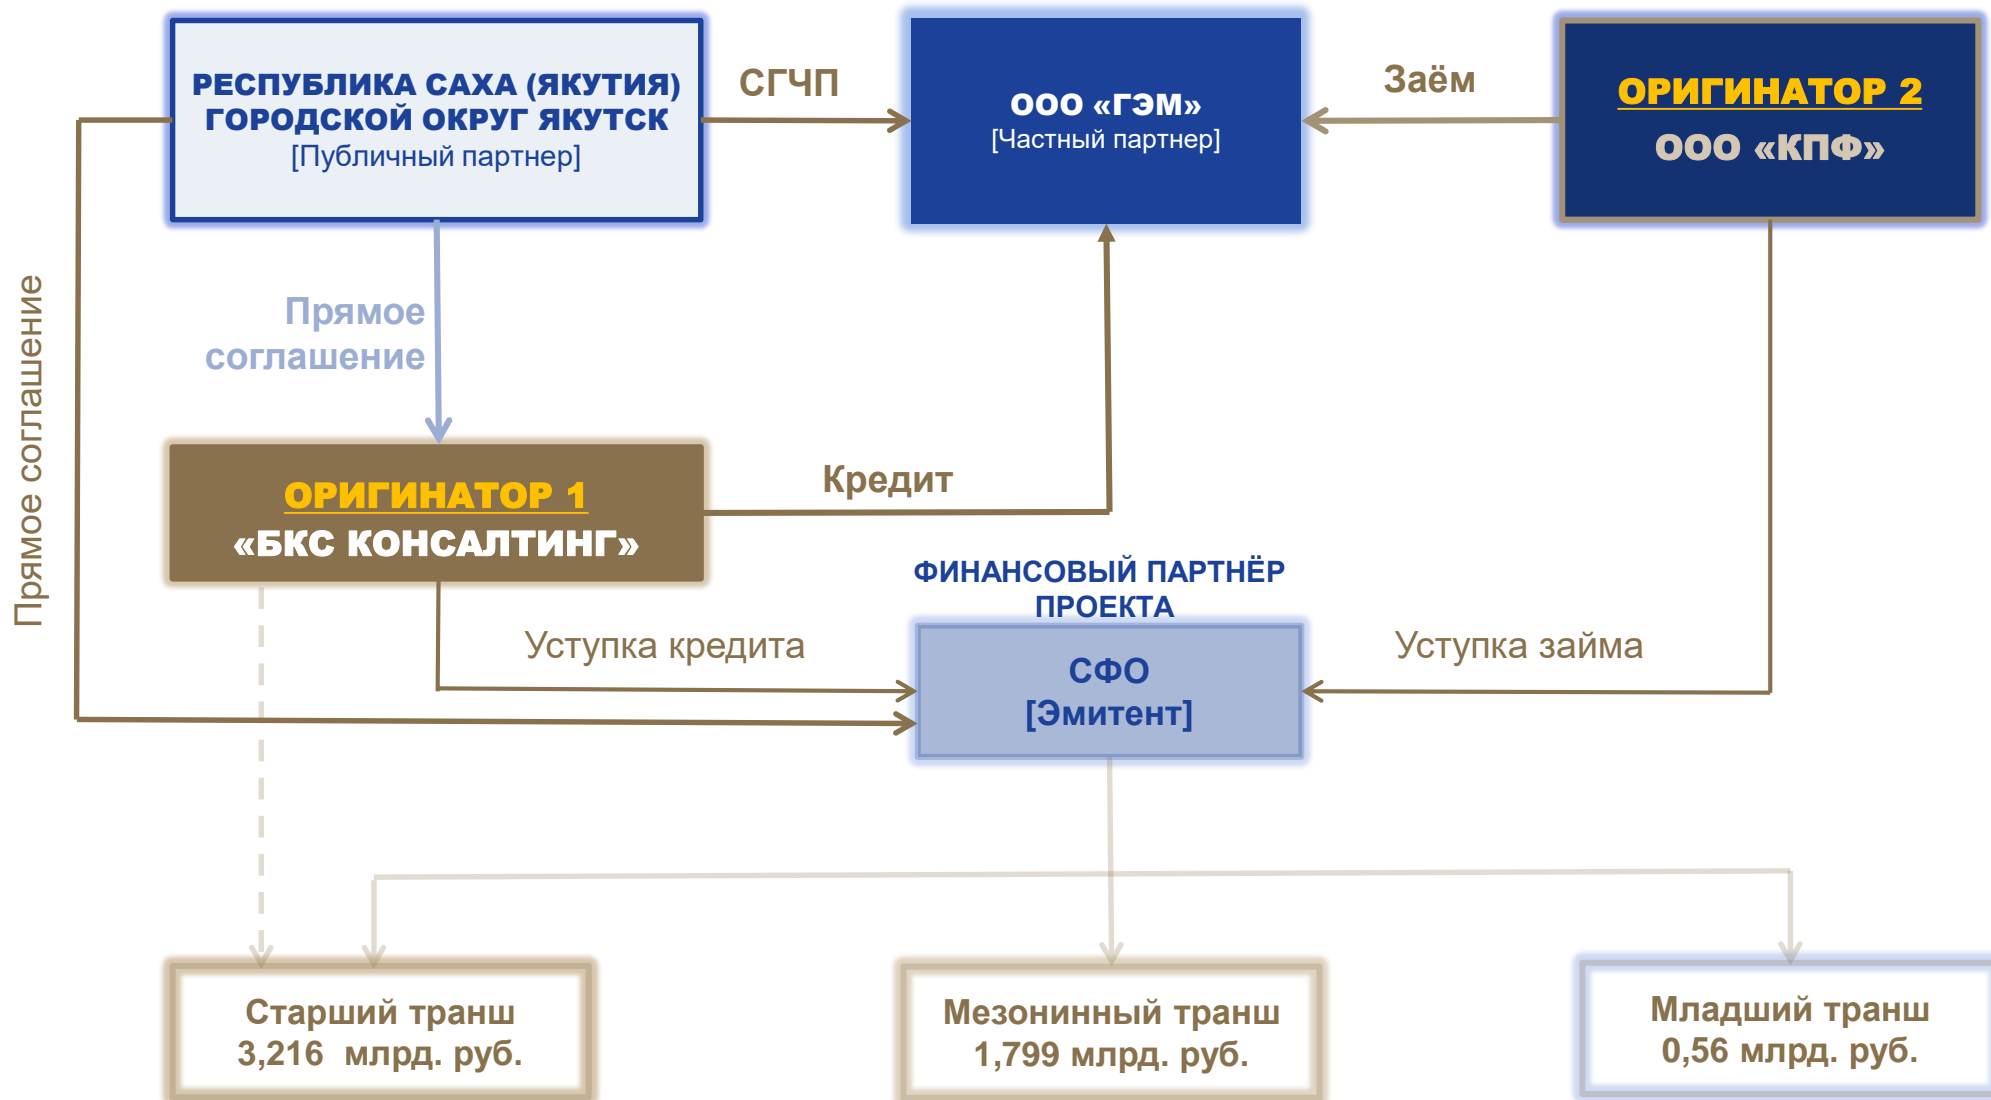 РЕСПУБЛИКА САХА (ЯКУТИЯ)
ГОРОДСКОЙ ОКРУГ ЯКУТСК
[Публичный партнер]
СГЧП
ООО «ГЭМ»
[Частный партнер]
Заём
ОРИГИНАТОР 2
ООО «КПФ»
Прямое соглашение
Прямое
соглашение
ОРИГИНАТОР 1
«БКС КОНСАЛТИНГ»
Кредит
ФИНАНСОВЫЙ ПАРТНЁР
ПРОЕКТА
Уступка кредита
СФО
[Эмитент]
Уступка займа
Старший транш
3,216 млрд. руб.
Мезонинный транш
1,799 млрд. руб.
Младший транш
0,56 млрд. руб.